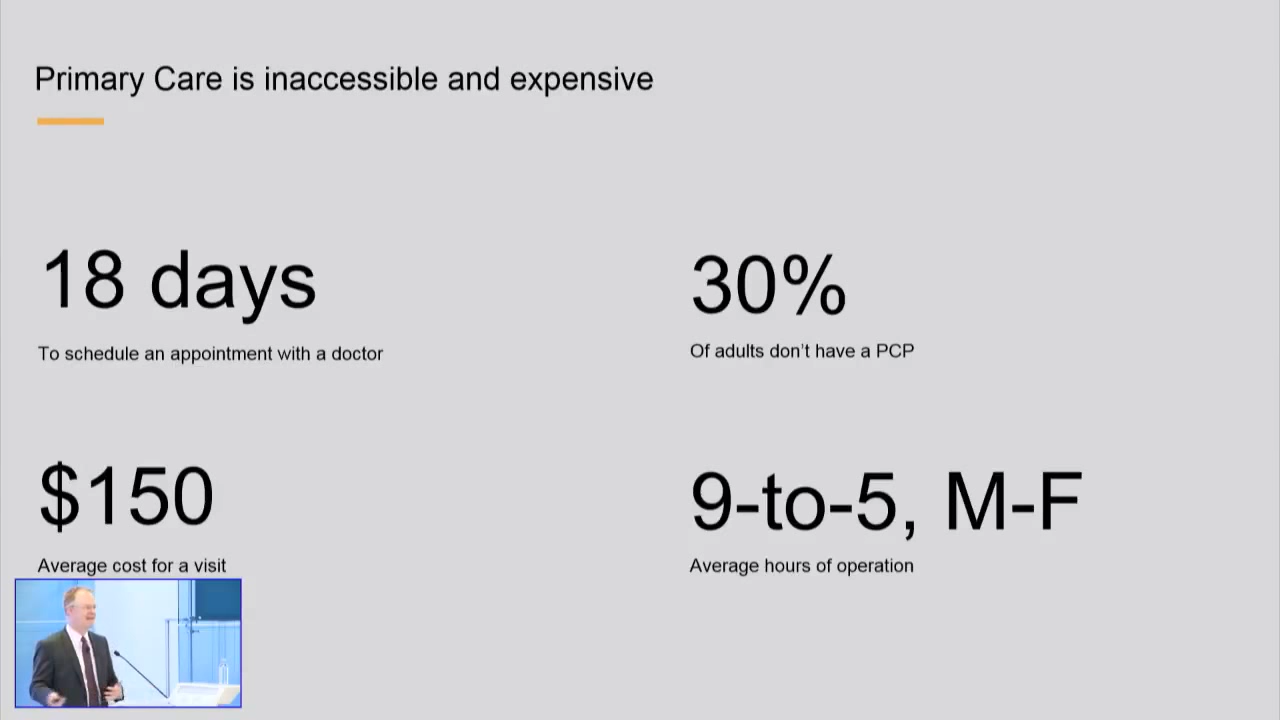 Primary Care is inaccessible and expensive
18 days
To schedule an appointment with a doctor
30%
Of adults don’t have a PCP
$150
Average cost for a visit
9-to-5, M-F
Average hours of operation